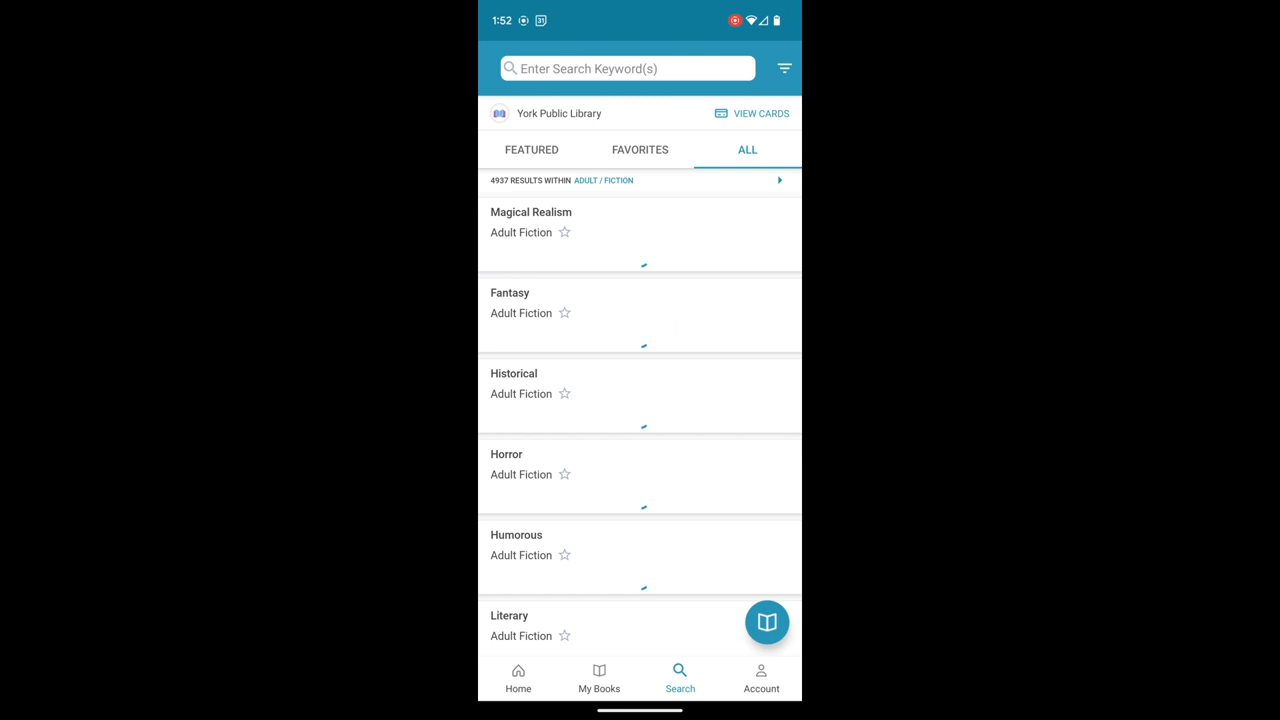 1:52
31
Enter Search Keyword(s)
York Public Library
VIEW CARDS
FEATURED
FAVORITES
ALL
4937 RESULTS WITHIN ADULT / FICTION
Magical Realism
Adult Fiction
Fantasy
Adult Fiction
Historical
Adult Fiction
Horror
Adult Fiction
Humorous
Adult Fiction
Literary
Adult Fiction
Home
My Books
Search
Account